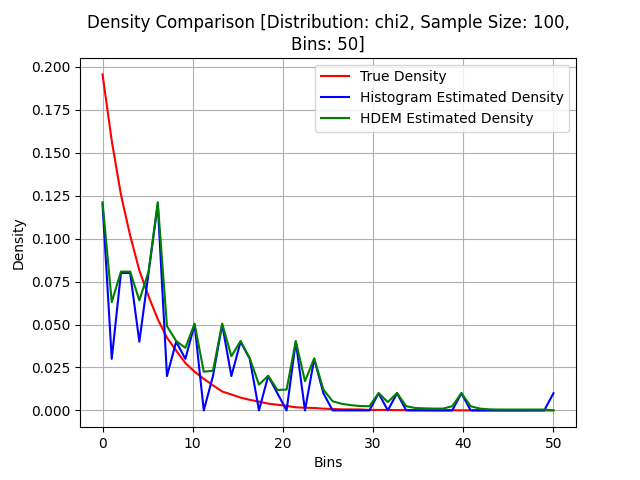 Density Comparison [Distribution: chi2, Sample Size: 100,
Bins: 50]
0.200
0.175
0.150
0.125
0.100
0.075
0.050
0.025
0.000
Density
True Density
Histogram Estimated Density
HDEM Estimated Density
0 10 20 30 40 50
Bins